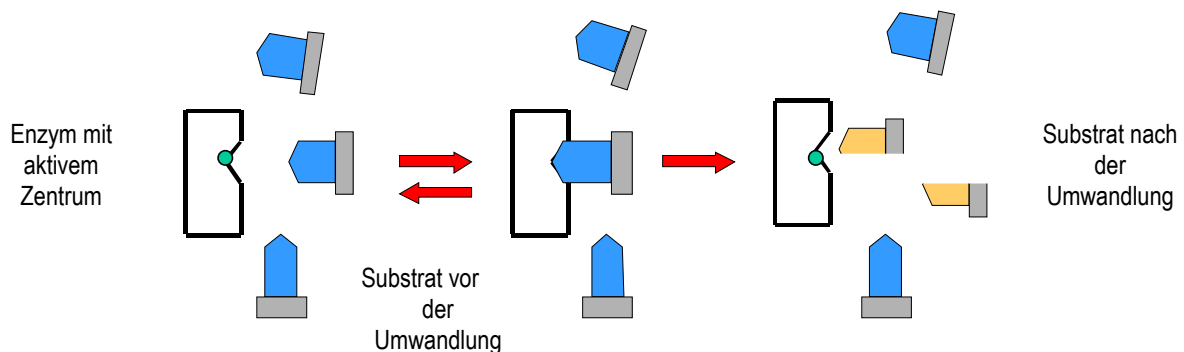 Enzym mit
aktivem
Zentrum
Substrat vor
der
Umwandlung
Substrat nach
der
Umwandlung